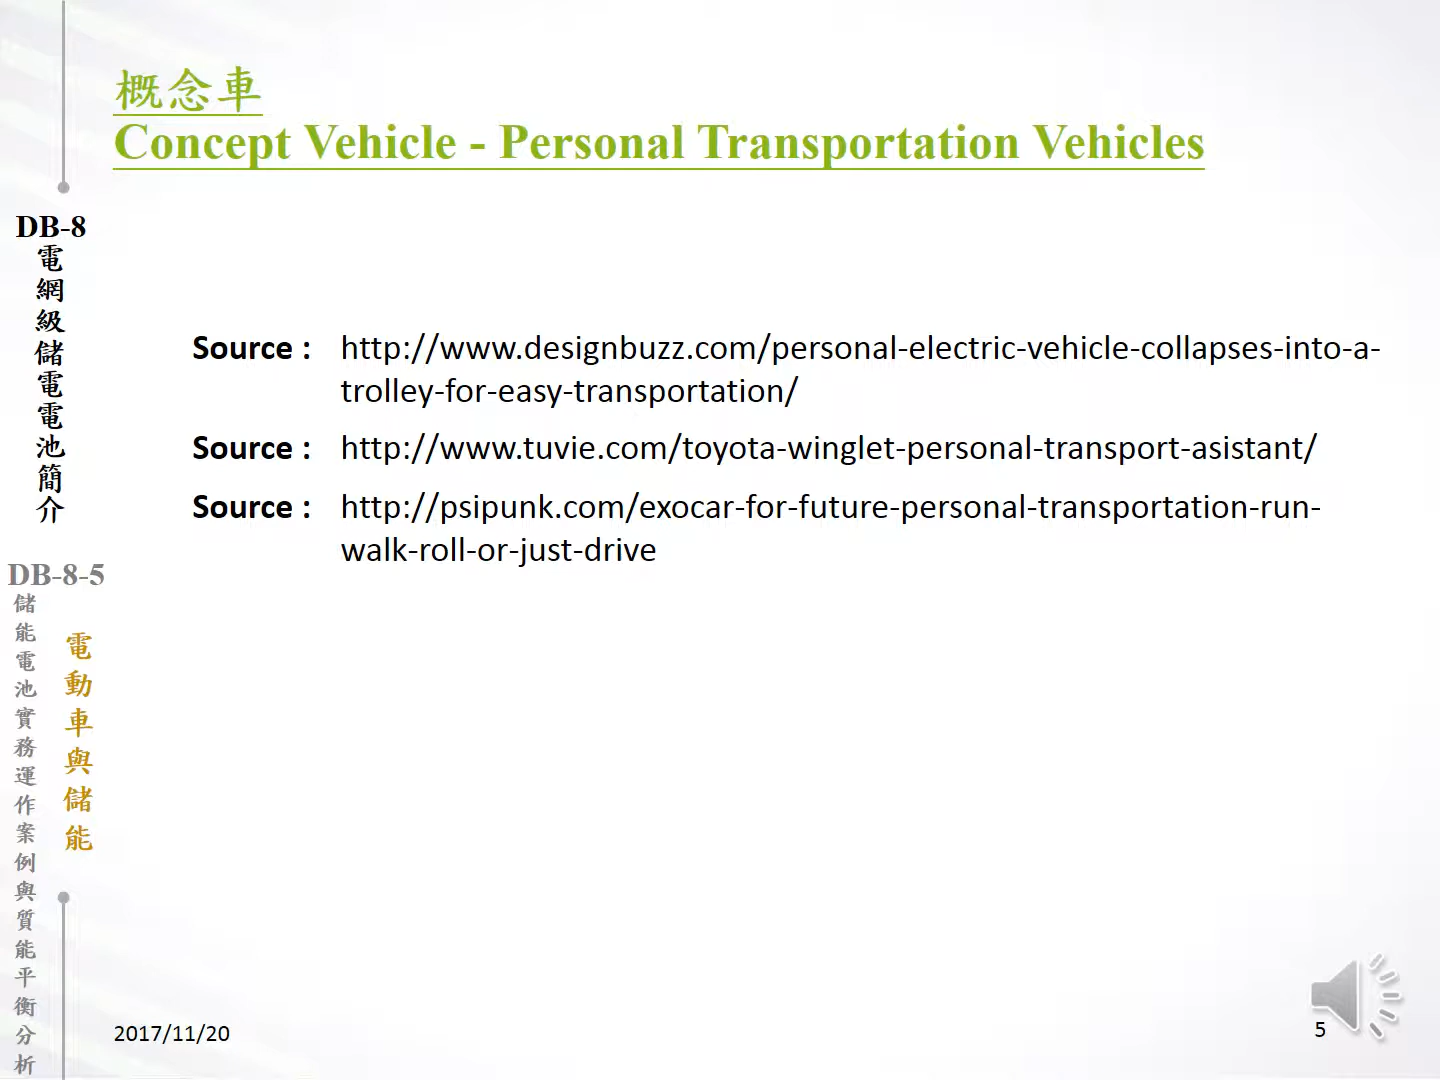 概念車
Concept Vehicle - Personal Transportation Vehicles
DB-8
電網級儲電電池簡介
DB-8-5
儲能電池實務運作案例與質能平衡分析
電動車與儲能
Source : http://www.designbuzz.com/personal-electric-vehicle-collapses-into-a-
trolley-for-easy-transportation/
Source : http://www.tuvie.com/toyota-winglet-personal-transport-asistant/
Source : http://psipunk.com/exocar-for-future-personal-transportation-run-
walk-roll-or-just-drive
2017/11/20
5